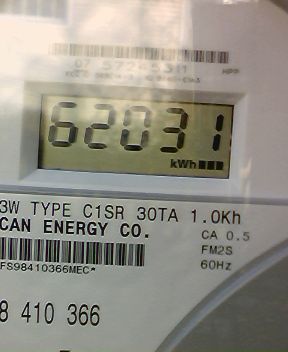 62031
kWh
3W TYPE C1SR 30TA 1.0Kh
CAN ENERGY CO.
CA 0.5
FM2S
FS98410366MEC*
60Hz
8 410 366